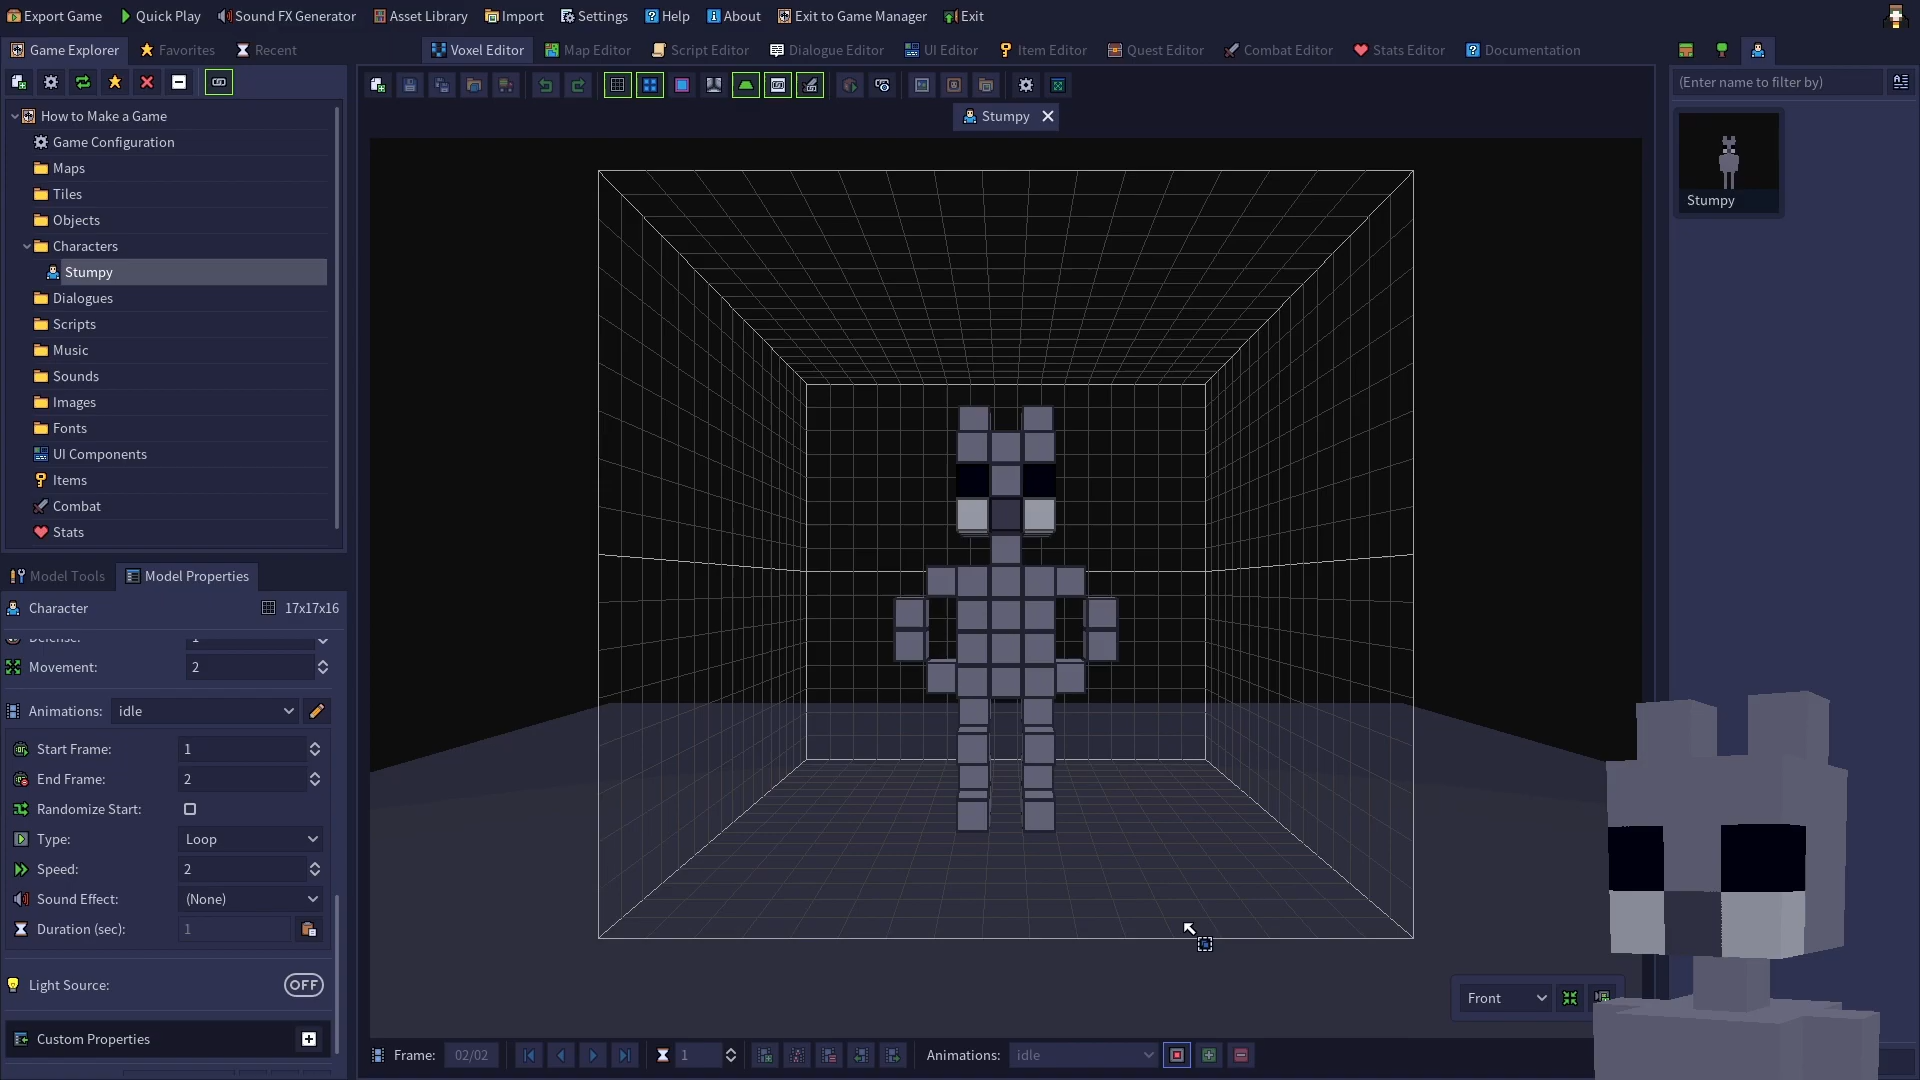 Export Game Quick Play Sound FX Generator Asset Library Import Settings Help About Exit to Game Manager Exit
Game Explorer Favorites Recent
Voxel Editor Map Editor Script Editor Dialogue Editor UI Editor Item Editor Quest Editor Combat Editor Stats Editor Documentation
(Enter name to filter by)
Stumpy
Stumpy
How to Make a Game
Game Configuration
Maps
Tiles
Objects
Characters
Stumpy
Dialogues
Scripts
Music
Sounds
Images
Fonts
UI Components
Items
Combat
Stats
Model Tools Model Properties
Character 17x17x16
Defense: 1
Movement: 2
Animations: idle
Start Frame: 1
End Frame: 2
Randomize Start:
Type: Loop
Speed: 2
Sound Effect: (None)
Duration (sec): 1
Light Source: OFF
Custom Properties
Front
Frame: 02/02 1 Animations: idle